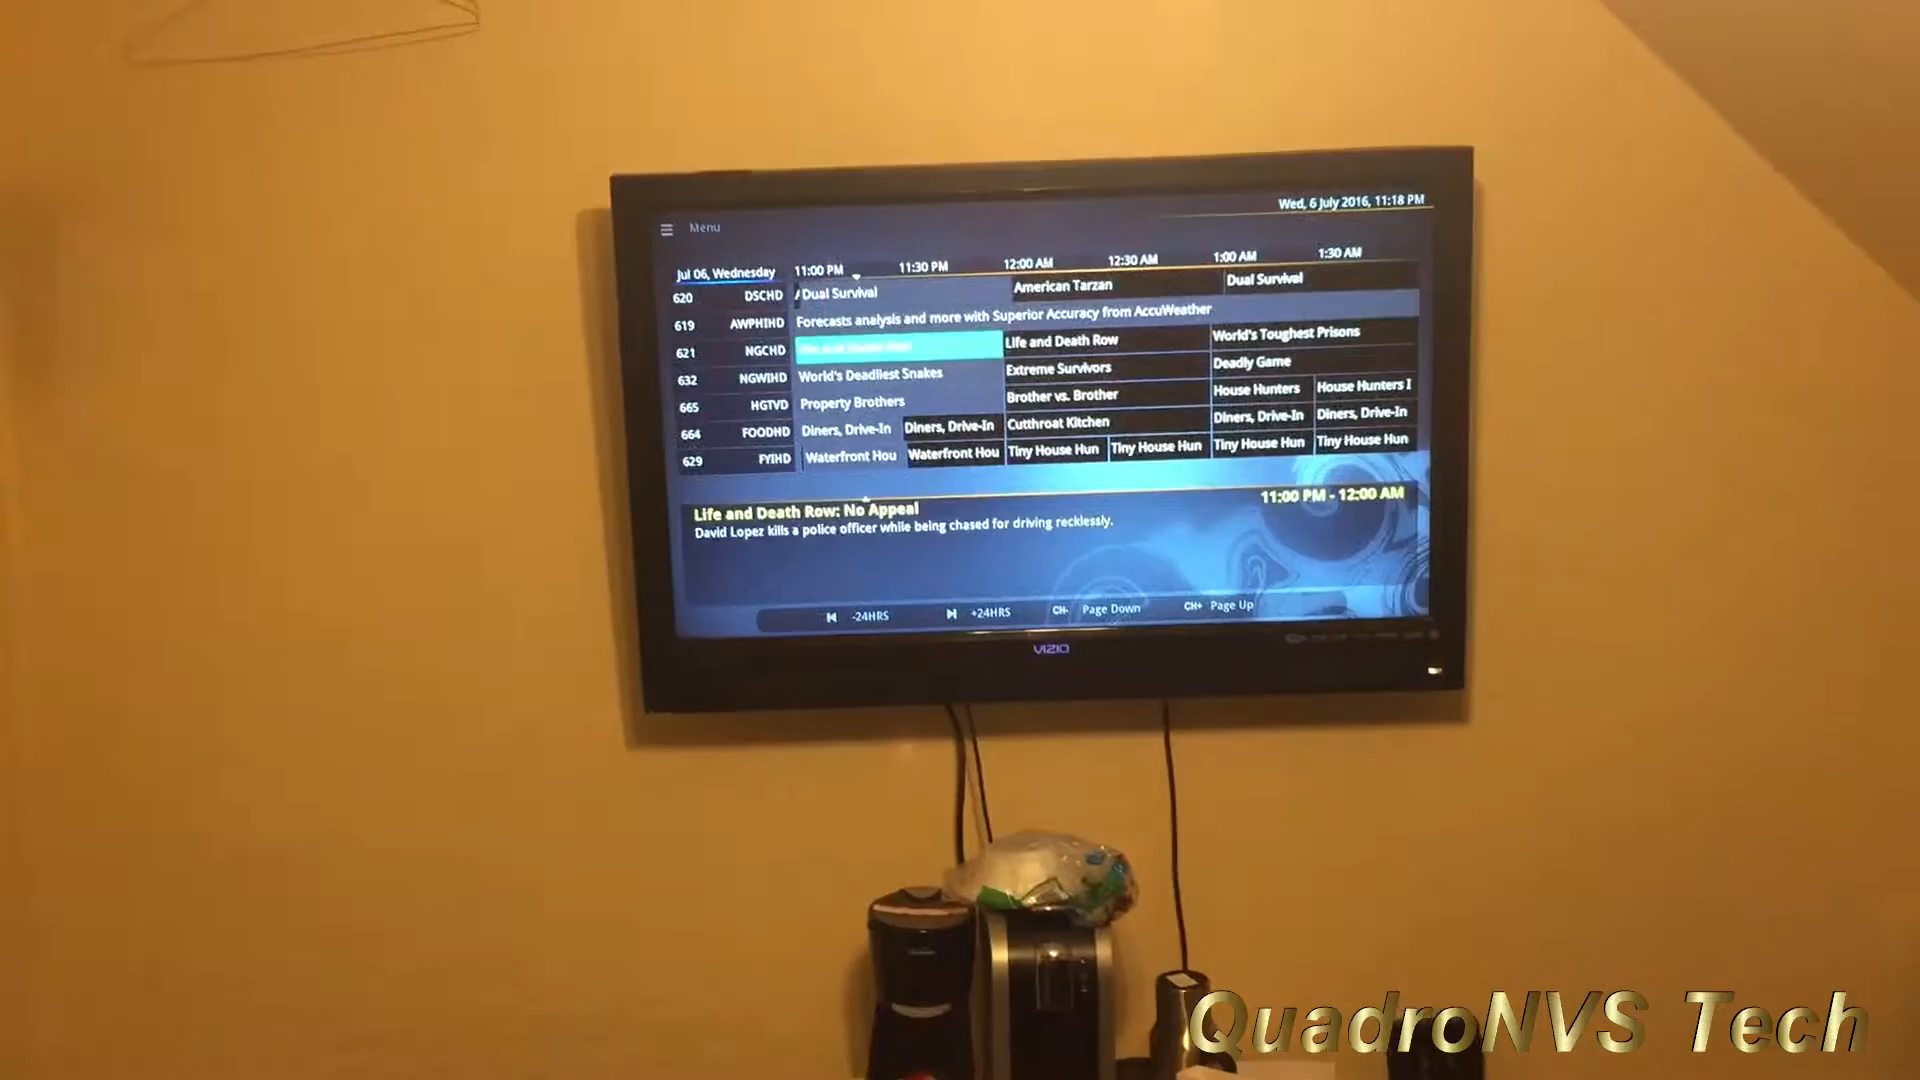 Wed, 6 July 2016, 11:18 PM
Menu
Jul 06, Wednesday 11:00 PM 11:30 PM 12:00 AM 12:30 AM 1:00 AM 1:30 AM
620 DSCHD / Dual Survival American Tarzan Dual Survival
619 AWPHIHD Forecasts analysis and more with Superior Accuracy from AccuWeather
621 NGCHD Life and Death Row World's Toughest Prisons
632 NGWIHD World's Deadliest Snakes Extreme Survivors Deadly Game
665 HGTVD Property Brothers Brother vs. Brother House Hunters House Hunters I
664 FOODHD Diners, Drive-In Diners, Drive-In Cutthroat Kitchen Diners, Drive-In Diners, Drive-In
629 FYIHD Waterfront Hou Waterfront Hou Tiny House Hun Tiny House Hun Tiny House Hun Tiny House Hun
Life and Death Row: No Appeal 11:00 PM - 12:00 AM
David Lopez kills a police officer while being chased for driving recklessly.
-24HRS +24HRS CH- Page Down CH+ Page Up
VIZIO
QuadroNVS Tech